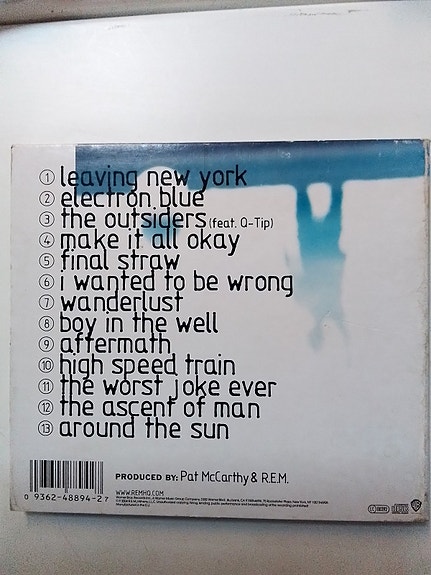 1 leaving new york
2 electron blue
3 the outsiders (feat. Q-Tip)
4 make it all okay
5 final straw
6 i wanted to be wrong
7 wanderlust
8 boy in the well
9 aftermath
10 high speed train
11 the worst joke ever
12 the ascent of man
13 around the sun
PRODUCED BY: Pat McCarthy & R.E.M.
WWW.REMHQ.COM
0 9362-48894-2 7